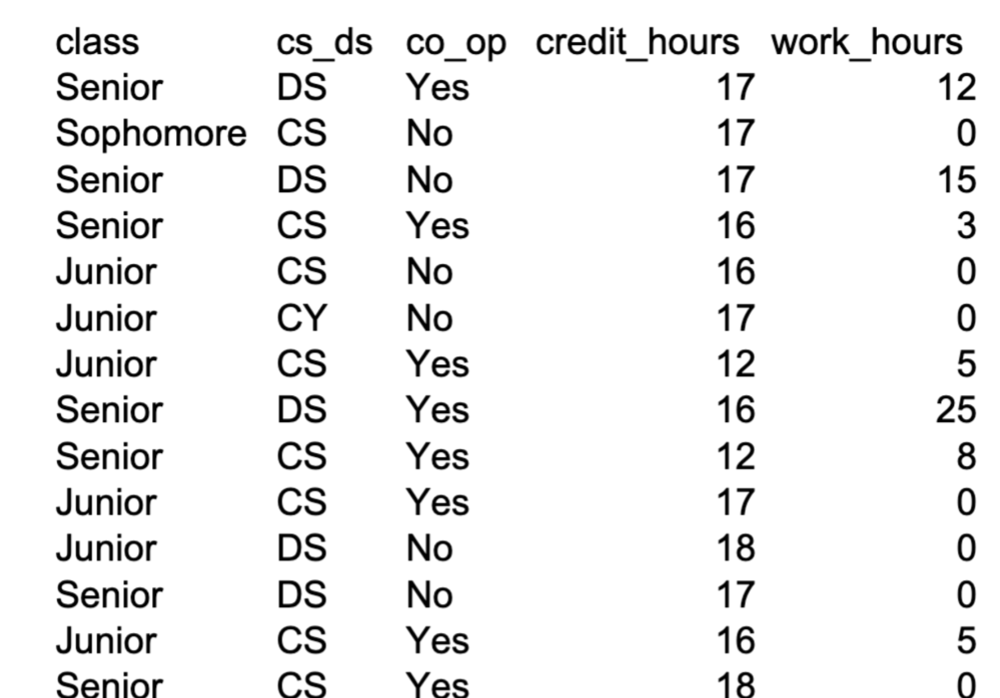 class cs_ds co_op credit_hours work_hours
Senior DS Yes 17 12
Sophomore CS No 17 0
Senior DS No 17 15
Senior CS Yes 16 3
Junior CS No 16 0
Junior CY No 17 0
Junior CS Yes 12 5
Senior DS Yes 16 25
Senior CS Yes 12 8
Junior CS Yes 17 0
Junior DS No 18 0
Senior DS No 17 0
Junior CS Yes 16 5
Senior CS Yes 18 0